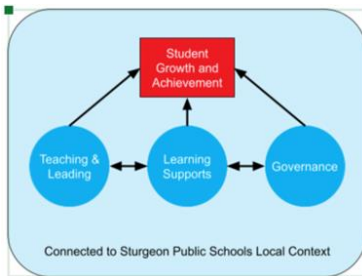 Student
Growth and
Achievement
Teaching &
Leading
Learning
Supports
Governance
Connected to Sturgeon Public Schools Local Context